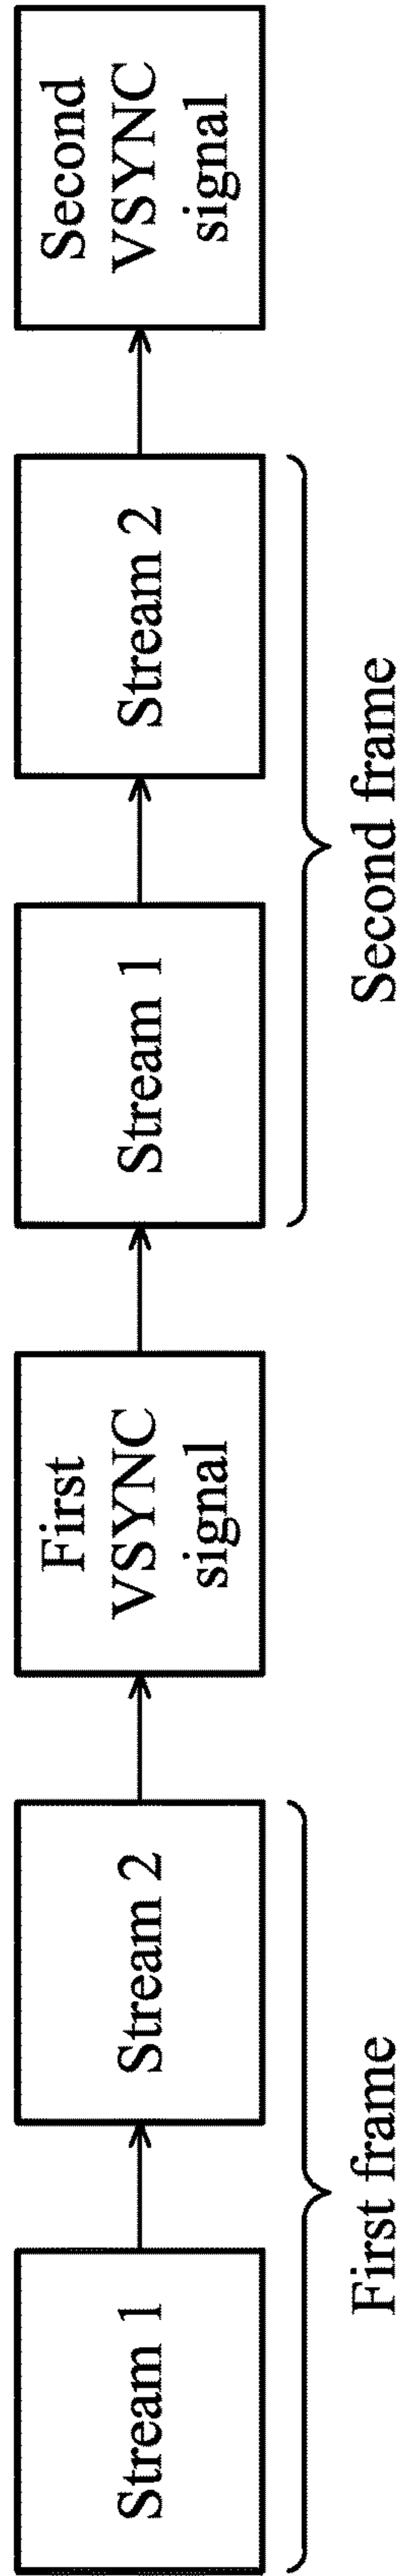 Stream 1
Stream 2
First
VSYNC
signal
Stream 1
Stream 2
Second
VSYNC
signal
First frame
Second frame